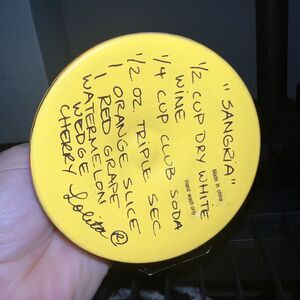 "SANGRIA"
1/2 CUP DRY WHITE
WINE
1/4 CUP CLUB SODA
1/2 OZ TRIPLE SEC
1 ORANGE SLICE
1 RED GRAPE
WATERMELON
WEDGE
CHERRY
Lolita ®
Made in china
Hand wash only